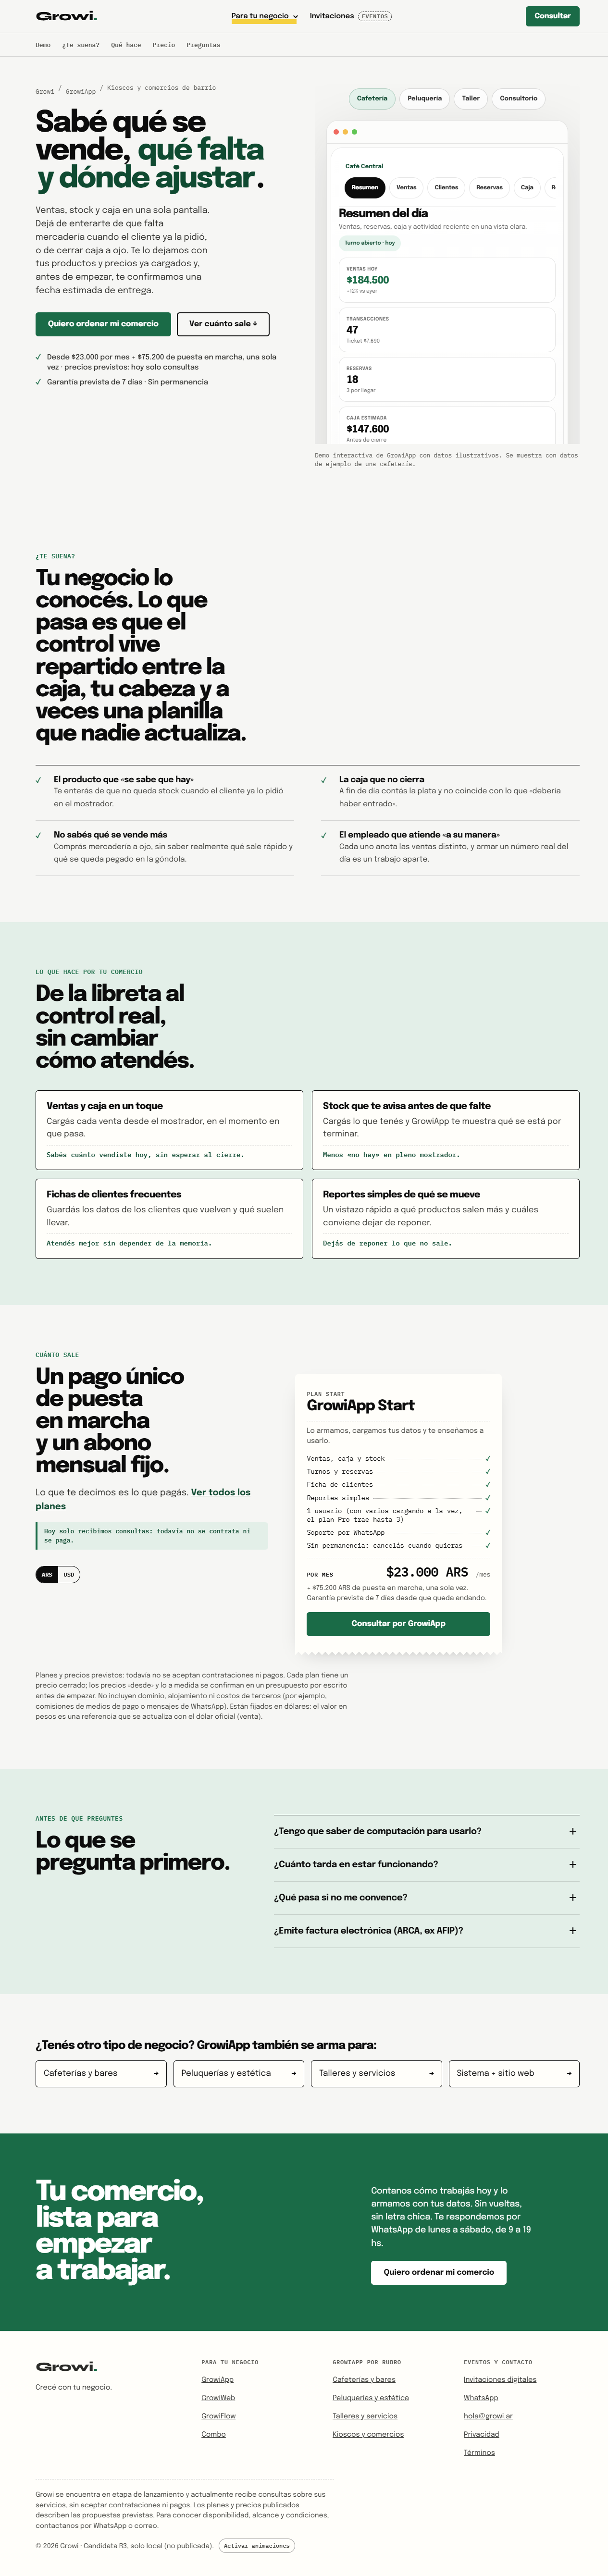 Growi.
Para tu negocio
Invitaciones EVENTOS
Consultar
Demo ¿Te suena? Qué hace Precio Preguntas
Growi / GrowiApp / Kioscos y comercios de barrio
Sabé qué se
vende, qué falta
y dónde ajustar.
Ventas, stock y caja en una sola pantalla.
Dejá de enterarte de que falta
mercadería cuando el cliente ya la pidió,
o de cerrar caja a ojo. Te lo dejamos con
tus productos y precios ya cargados y,
antes de empezar, te confirmamos una
fecha estimada de entrega.
Quiero ordenar mi comercio
Ver cuánto sale ↓
✓ Desde $23.000 por mes + $75.200 de puesta en marcha, una sola
vez · precios previstos: hoy solo consultas
✓ Garantía prevista de 7 días · Sin permanencia
Cafetería Peluquería Taller Consultorio
Café Central
Resumen Ventas Clientes Reservas Caja
Resumen del día
Ventas, reservas, caja y actividad reciente en una vista clara.
Turno abierto · hoy
VENTAS HOY
$184.500
+12% vs ayer
TRANSACCIONES
47
Ticket $7.690
RESERVAS
18
3 por llegar
CAJA ESTIMADA
$147.600
Antes de cierre
Demo interactiva de GrowiApp con datos ilustrativos. Se muestra con datos
de ejemplo de una cafetería.
¿TE SUENA?
Tu negocio lo
conocés. Lo que
pasa es que el
control vive
repartido entre la
caja, tu cabeza y a
veces una planilla
que nadie actualiza.
✓ El producto que «se sabe que hay»
Te enterás de que no queda stock cuando el cliente ya lo pidió
en el mostrador.
✓ La caja que no cierra
A fin de día contás la plata y no coincide con lo que «debería
haber entrado».
✓ No sabés qué se vende más
Comprás mercadería a ojo, sin saber realmente qué sale rápido y
qué se queda pegado en la góndola.
✓ El empleado que atiende «a su manera»
Cada uno anota las ventas distinto, y armar un número real del
día es un trabajo aparte.
LO QUE HACE POR TU COMERCIO
De la libreta al
control real,
sin cambiar
cómo atendés.
Ventas y caja en un toque
Cargás cada venta desde el mostrador, en el momento en
que pasa.
Sabés cuánto vendiste hoy, sin esperar al cierre.
Stock que te avisa antes de que falte
Cargás lo que tenés y GrowiApp te muestra qué se está por
terminar.
Menos «no hay» en pleno mostrador.
Fichas de clientes frecuentes
Guardás los datos de los clientes que vuelven y qué suelen
llevar.
Atendés mejor sin depender de la memoria.
Reportes simples de qué se mueve
Un vistazo rápido a qué productos salen más y cuáles
conviene dejar de reponer.
Dejás de reponer lo que no sale.
CUÁNTO SALE
Un pago único
de puesta
en marcha
y un abono
mensual fijo.
Lo que te decimos es lo que pagás. Ver todos los
planes
Hoy solo recibimos consultas: todavía no se contrata ni
se paga.
ARS USD
PLAN START
GrowiApp Start
Lo armamos, cargamos tus datos y te enseñamos a
usarlo.
Ventas, caja y stock ✓
Turnos y reservas ✓
Ficha de clientes ✓
Reportes simples ✓
1 usuario (con varios cargando a la vez,
el plan Pro trae hasta 3) ✓
Soporte por WhatsApp ✓
Sin permanencia: cancelás cuando quieras ✓
POR MES $23.000 ARS /mes
+ $75.200 ARS de puesta en marcha, una sola vez.
Garantía prevista de 7 días desde que queda andando.
Consultar por GrowiApp
Planes y precios previstos: todavía no se aceptan contrataciones ni pagos. Cada plan tiene un
precio cerrado; los precios «desde» y lo a medida se confirman en un presupuesto por escrito
antes de empezar. No incluyen dominio, alojamiento ni costos de terceros (por ejemplo,
comisiones de medios de pago o mensajes de WhatsApp). Están fijados en dólares: el valor en
pesos es una referencia que se actualiza con el dólar oficial (venta).
ANTES DE QUE PREGUNTES
Lo que se
pregunta primero.
¿Tengo que saber de computación para usarlo? +
¿Cuánto tarda en estar funcionando? +
¿Qué pasa si no me convence? +
¿Emite factura electrónica (ARCA, ex AFIP)? +
¿Tenés otro tipo de negocio? GrowiApp también se arma para:
Cafeterías y bares →
Peluquerías y estética →
Talleres y servicios →
Sistema + sitio web →
Tu comercio,
lista para
empezar
a trabajar.
Contanos cómo trabajás hoy y lo
armamos con tus datos. Sin vueltas,
sin letra chica. Te respondemos por
WhatsApp de lunes a sábado, de 9 a 19
hs.
Quiero ordenar mi comercio
Growi.
Crecé con tu negocio.
PARA TU NEGOCIO
GrowiApp
GrowiWeb
GrowiFlow
Combo
GROWIAPP POR RUBRO
Cafeterías y bares
Peluquerías y estética
Talleres y servicios
Kioscos y comercios
EVENTOS Y CONTACTO
Invitaciones digitales
WhatsApp
hola@growi.ar
Privacidad
Términos
Growi se encuentra en etapa de lanzamiento y actualmente recibe consultas sobre sus
servicios, sin aceptar contrataciones ni pagos. Los planes y precios publicados
describen las propuestas previstas. Para conocer disponibilidad, alcance y condiciones,
contactanos por WhatsApp o correo.
© 2026 Growi · Candidata R3, solo local (no publicada).
Activar animaciones